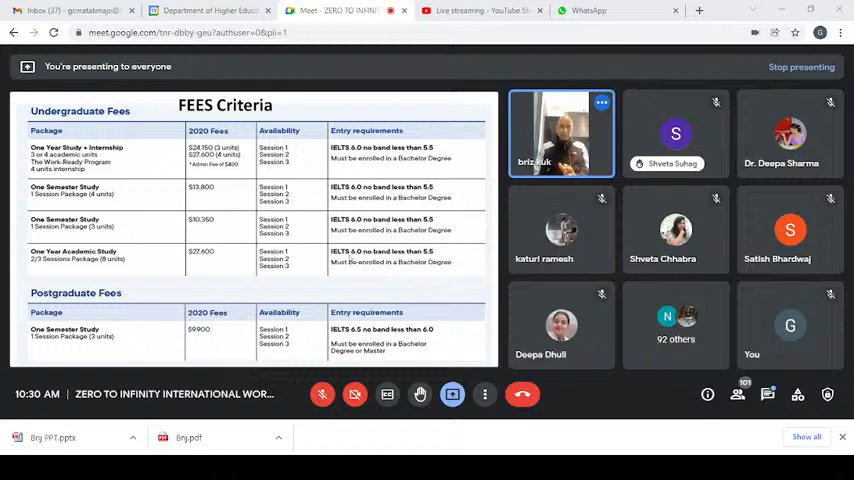 Inbox (37) - gcmatakmajri@
Department of Higher Educ
Meet - ZERO TO INFINI
Live streaming - YouTube St
WhatsApp
meet.google.com/tnr-dbby-geu?authuser=0&pli=1
G
You're presenting to everyone
Stop presenting
FEES Criteria
Undergraduate Fees
Package 2020 Fees Availability Entry requirements
One Year Study + Internship $24,150 (3 units) Session 1 IELTS 6.0 no band less than 5.5
3 or 4 academic units $27,600 (4 units) Session 2 Must be enrolled in a Bachelor Degree
The Work-Ready Program *Admin Fee of $400 Session 3
4 units internship
One Semester Study $13,800 Session 1 IELTS 6.0 no band less than 5.5
1 Session Package (4 units) Session 2 Must be enrolled in a Bachelor Degree
Session 3
One Semester Study $10,350 Session 1 IELTS 6.0 no band less than 5.5
1 Session Package (3 units) Session 2 Must be enrolled in a Bachelor Degree
Session 3
One Year Academic Study $27,600 Session 1 IELTS 6.0 no band less than 5.5
2/3 Sessions Package (8 units) Session 2 Must be enrolled in a Bachelor Degree
Session 3
Postgraduate Fees
Package 2020 Fees Availability Entry requirements
One Semester Study $9,900 Session 1 IELTS 6.5 no band less than 6.0
1 Session Package (3 units) Session 2 Must be enrolled in a Bachelor
Session 3 Degree or Master
briz kuk
S
Shveta Suhag
Dr. Deepa Sharma
katuri ramesh
Shveta Chhabra
S
Satish Bhardwaj
Deepa Dhull
N
92 others
G
You
10:30 AM | ZERO TO INFINITY INTERNATIONAL WOR...
101
Brij PPT.pptx
Brij.pdf
Show all